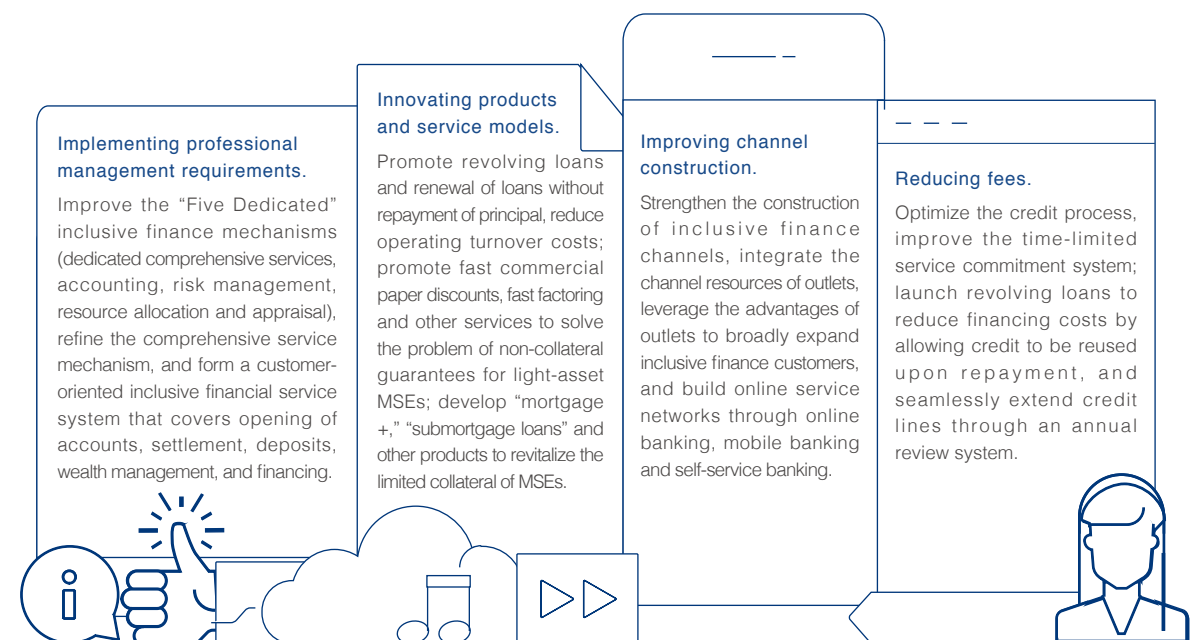 Implementing professional
management requirements.
Improve the “Five Dedicated”
inclusive finance mechanisms
(dedicated comprehensive services,
accounting, risk management,
resource allocation and appraisal),
refine the comprehensive service
mechanism, and form a customer-
oriented inclusive financial service
system that covers opening of
accounts, settlement, deposits,
wealth management, and financing.
Innovating products
and service models.
Promote revolving loans
and renewal of loans without
repayment of principal, reduce
operating turnover costs;
promote fast commercial
paper discounts, fast factoring
and other services to solve
the problem of non-collateral
guarantees for light-asset
MSEs; develop “mortgage
+,” “submortgage loans” and
other products to revitalize the
limited collateral of MSEs.
Improving channel
construction.
Strengthen the construction
of inclusive finance
channels, integrate the
channel resources of outlets,
leverage the advantages of
outlets to broadly expand
inclusive finance customers,
and build online service
networks through online
banking, mobile banking
and self-service banking.
Reducing fees.
Optimize the credit process,
improve the time-limited
service commitment system;
launch revolving loans to
reduce financing costs by
allowing credit to be reused
upon repayment, and
seamlessly extend credit
lines through an annual
review system.